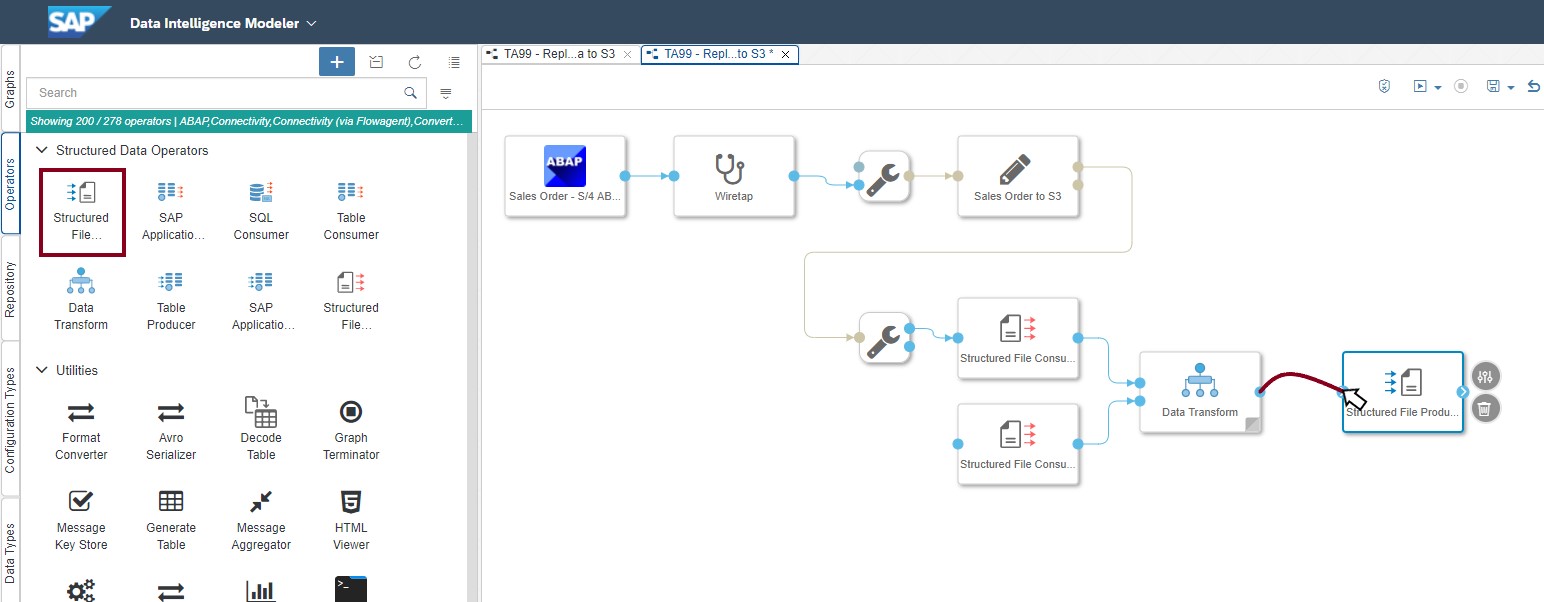 SAP
Data Intelligence Modeler
Graphs
Operators
Repository
Configuration Types
Data Types
Search
Showing 200 / 278 operators | ABAP,Connectivity,Connectivity (via Flowagent),Convert…
Structured Data Operators
Structured
File…
SAP
Applicatio…
SQL
Consumer
Table
Consumer
Data
Transform
Table
Producer
SAP
Applicatio…
Structured
File…
Utilities
Format
Converter
Avro
Serializer
Decode
Table
Graph
Terminator
Message
Key Store
Generate
Table
Message
Aggregator
HTML
Viewer
TA99 - Repl...a to S3
TA99 - Repl...to S3 *
ABAP
Sales Order - S/4 AB...
Wiretap
Sales Order to S3
Structured File Consu...
Structured File Consu...
Data Transform
Structured File Produ...